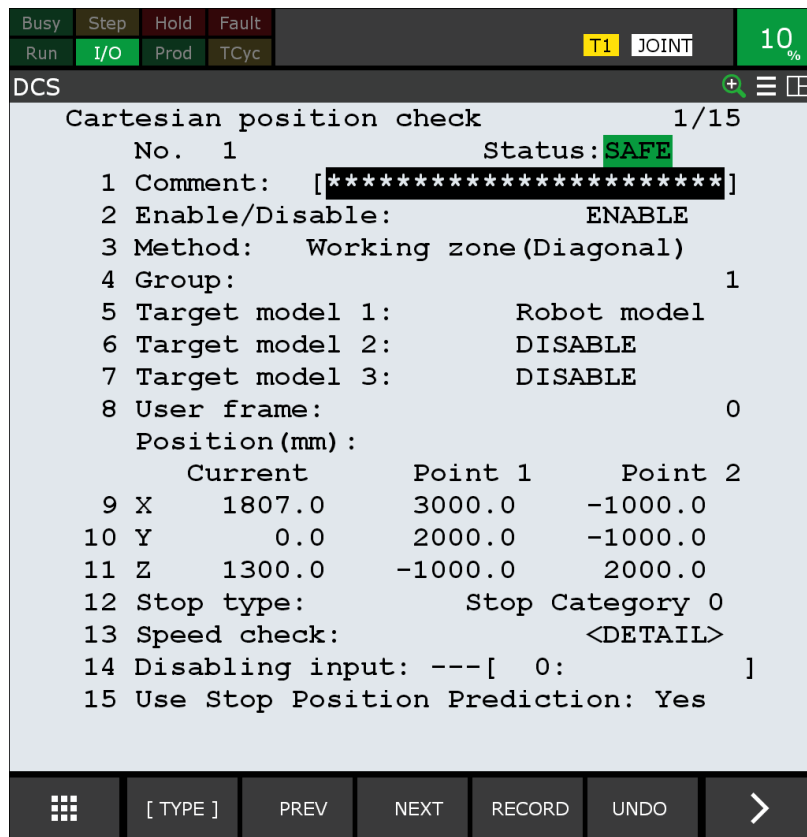 Busy Step Hold Fault
Run I/O Prod TCyc T1 JOINT 10%
DCS
Cartesian position check 1/15
No. 1 Status:SAFE
1 Comment: [***********************]
2 Enable/Disable: ENABLE
3 Method: Working zone(Diagonal)
4 Group: 1
5 Target model 1: Robot model
6 Target model 2: DISABLE
7 Target model 3: DISABLE
8 User frame: 0
Position(mm):
Current Point 1 Point 2
9 X 1807.0 3000.0 -1000.0
10 Y 0.0 2000.0 -1000.0
11 Z 1300.0 -1000.0 2000.0
12 Stop type: Stop Category 0
13 Speed check: <DETAIL>
14 Disabling input: ---[ 0: ]
15 Use Stop Position Prediction: Yes
[ TYPE ] PREV NEXT RECORD UNDO